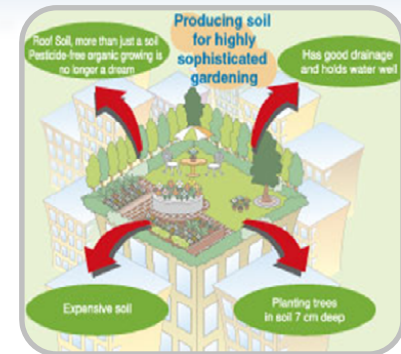 Producing soil
for highly
sophisticated
gardening
Roof Soil, more than just a soil
Pesticide-free organic growing is
no longer a dream
Has good drainage
and holds water well
Expensive soil
Planting trees
in soil 7 cm deep